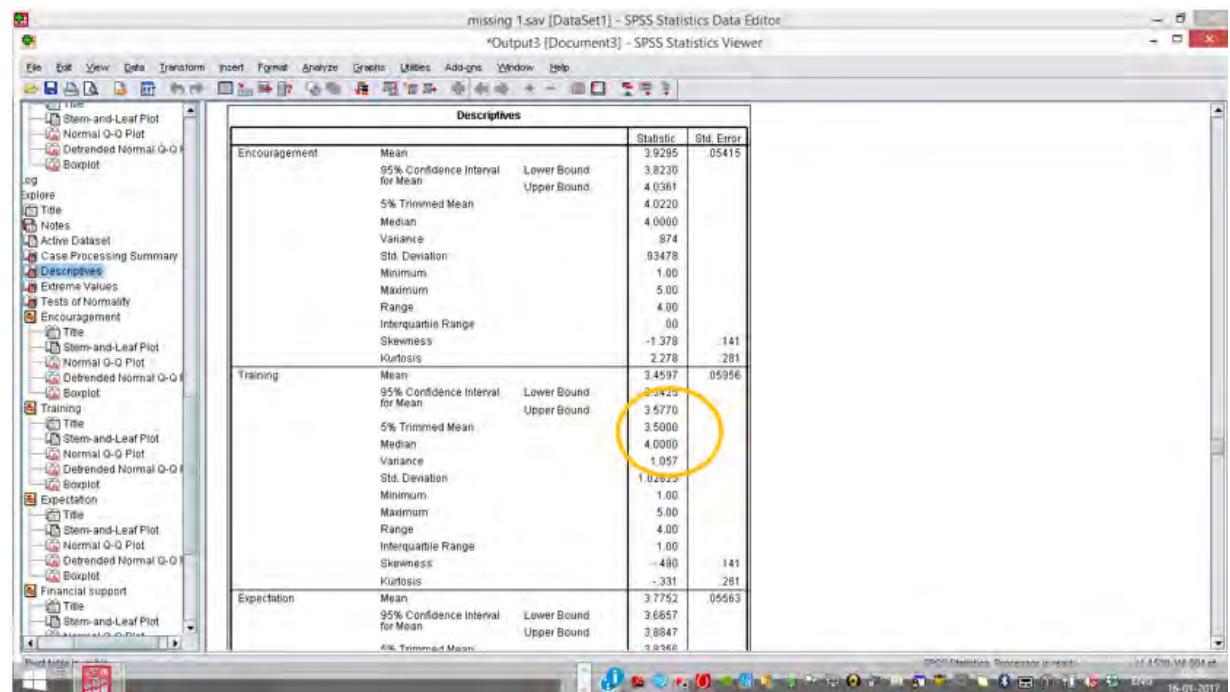 missing 1.sav [DataSet1] - SPSS Statistics Data Editor
*Output3 [Document3] - SPSS Statistics Viewer
File Edit View Data Transform Insert Format Analyze Graphs Utilities Add-ons Window Help
Title
Stem-and-Leaf Plot
Normal Q-Q Plot
Detrended Normal Q-Q
Boxplot
Log
Explore
Title
Notes
Active Dataset
Case Processing Summary
Descriptives
Extreme Values
Tests of Normality
Encouragement
Title
Stem-and-Leaf Plot
Normal Q-Q Plot
Detrended Normal Q-Q
Boxplot
Training
Title
Stem-and-Leaf Plot
Normal Q-Q Plot
Detrended Normal Q-Q
Boxplot
Expectation
Title
Stem-and-Leaf Plot
Normal Q-Q Plot
Detrended Normal Q-Q
Boxplot
Financial support
Title
Stem-and-Leaf Plot
Descriptives
Statistic Std. Error
Encouragement Mean 3.9295 .05415
95% Confidence Interval for Mean Lower Bound 3.8230
Upper Bound 4.0361
5% Trimmed Mean 4.0220
Median 4.0000
Variance .874
Std. Deviation .93478
Minimum 1.00
Maximum 5.00
Range 4.00
Interquartile Range .00
Skewness -1.378 .141
Kurtosis 2.278 .281
Training Mean 3.4597 .05956
95% Confidence Interval for Mean Lower Bound
Upper Bound 3.5770
5% Trimmed Mean 3.5000
Median 4.0000
Variance 1.057
Std. Deviation
Minimum 1.00
Maximum 5.00
Range 4.00
Interquartile Range 1.00
Skewness -.490 .141
Kurtosis -.331 .281
Expectation Mean 3.7752 .05563
95% Confidence Interval for Mean Lower Bound 3.6657
Upper Bound 3.8847
5% Trimmed Mean
ENG
16-01-2017